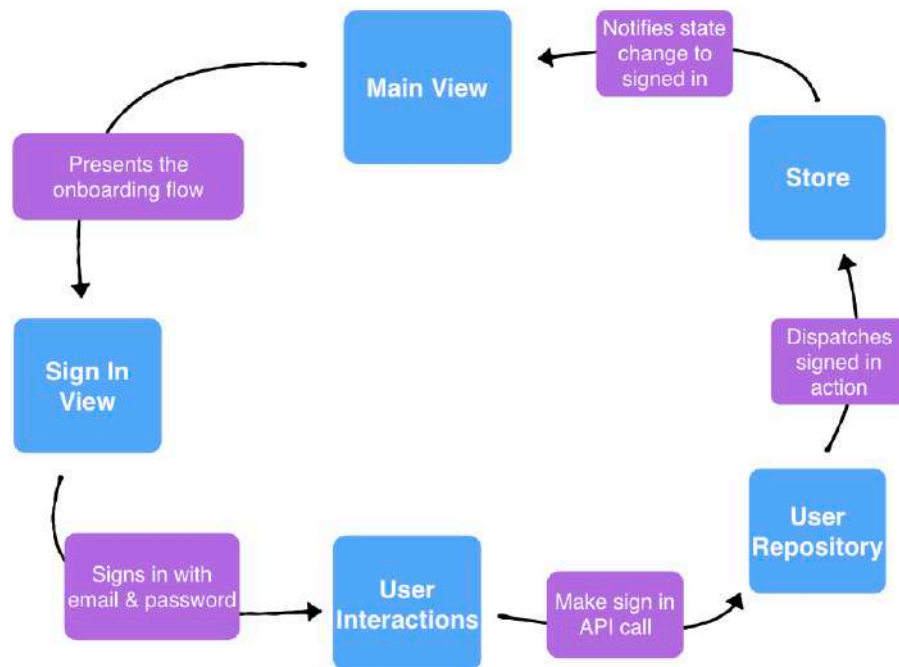 Main View
Presents the
onboarding flow
Sign In
View
Signs in with
email & password
User
Interactions
Make sign in
API call
User
Repository
Dispatches
signed in
action
Store
Notifies state
change to
signed in